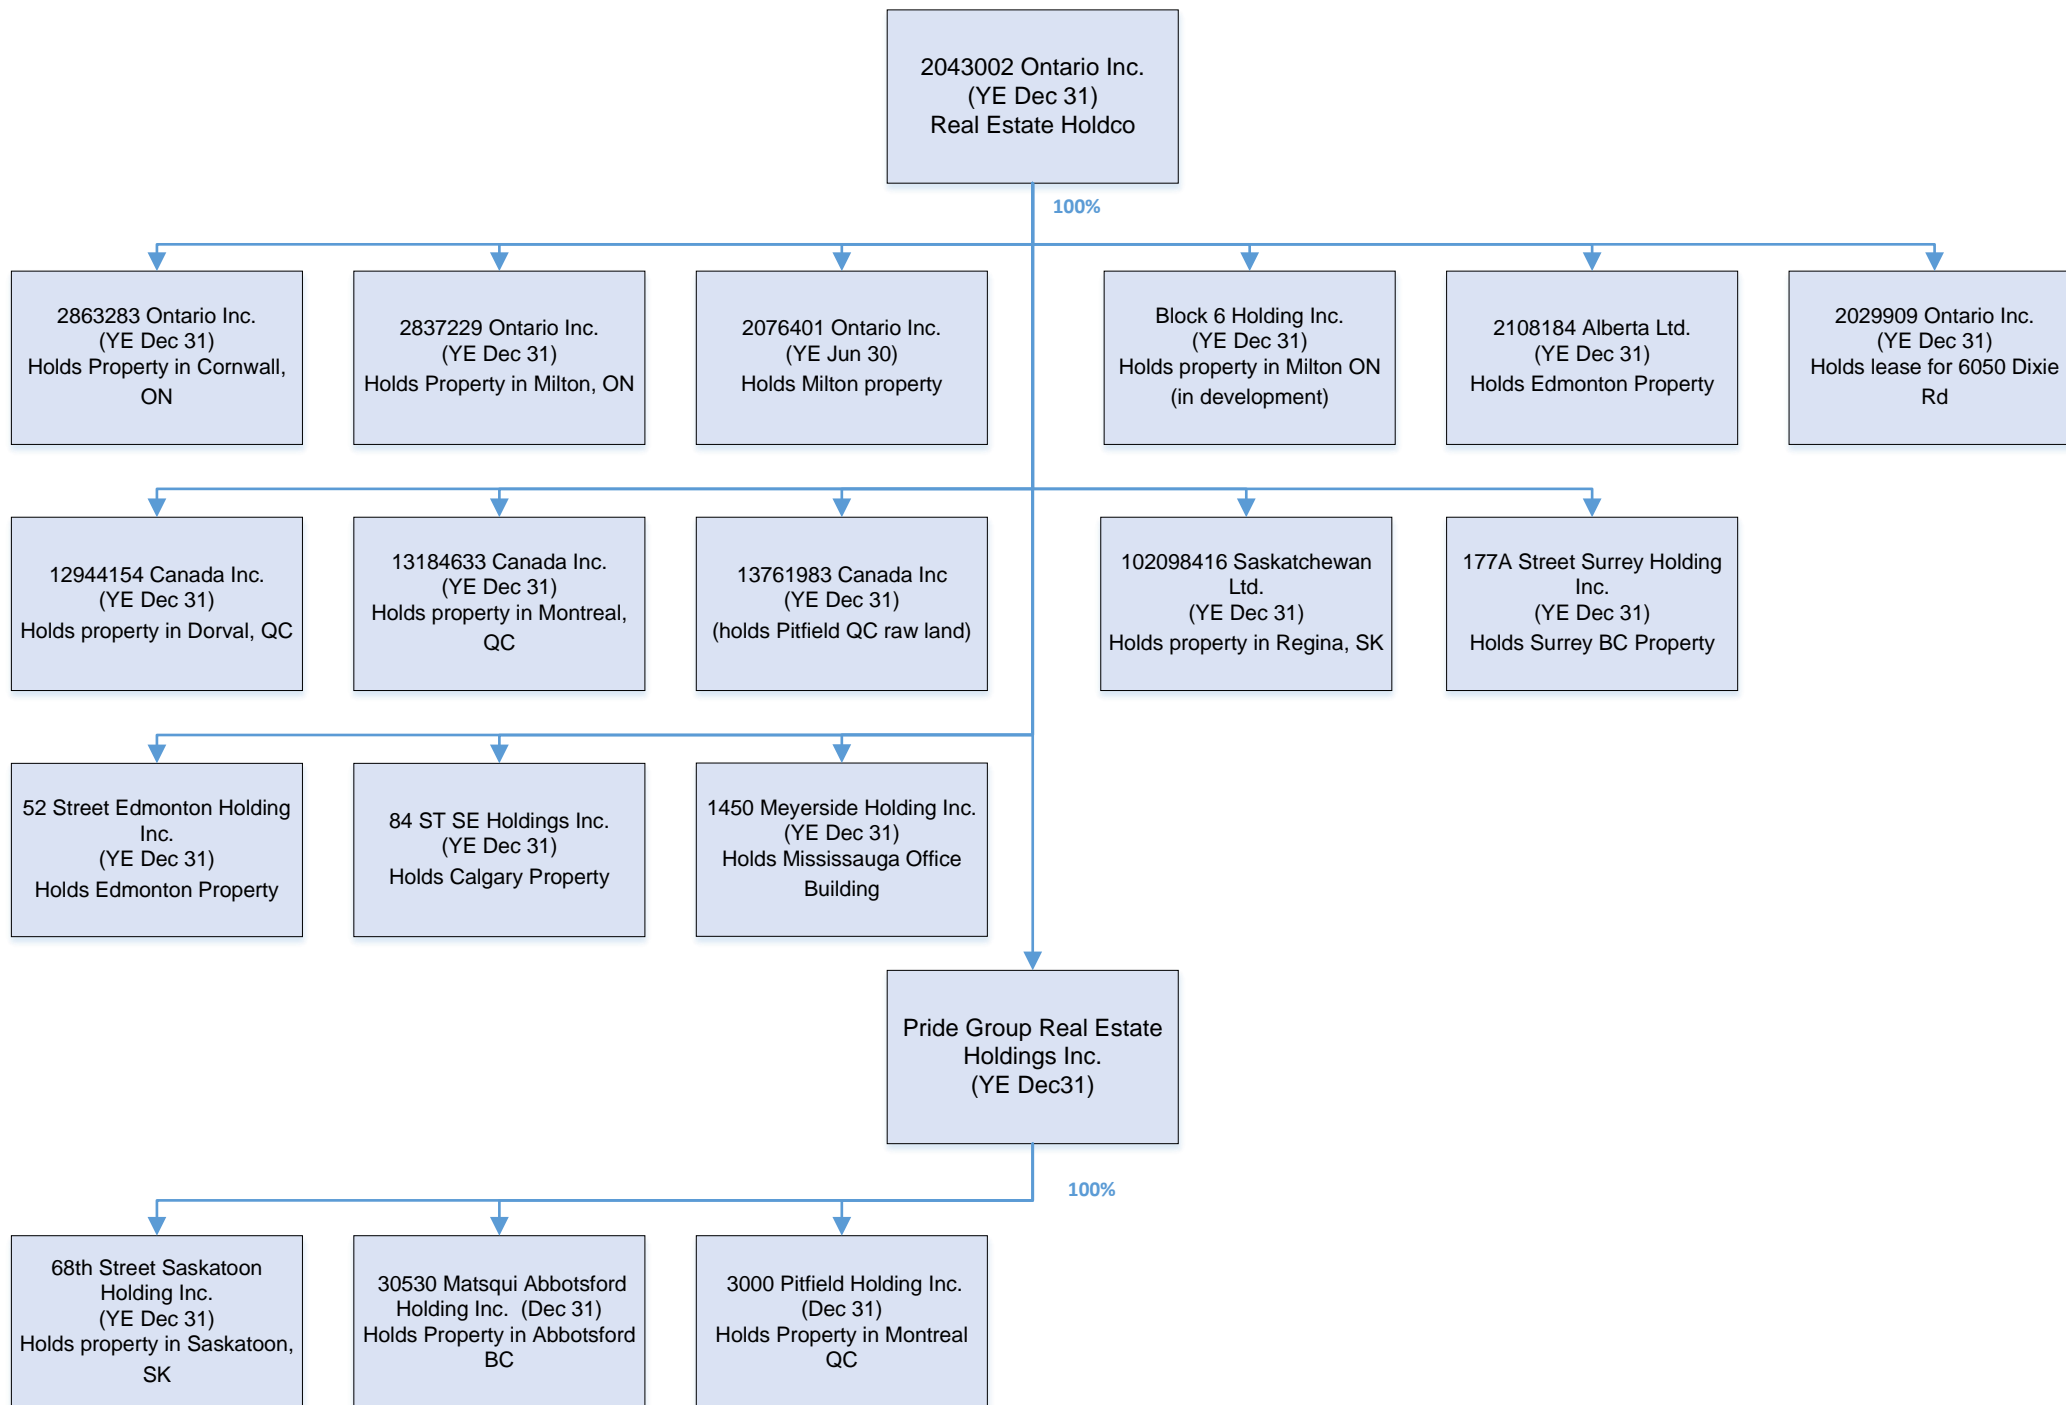 2043002 Ontario Inc.
(YE Dec 31)
Real Estate Holdco
100%
2863283 Ontario Inc.
(YE Dec 31)
Holds Property in Cornwall,
ON
2837229 Ontario Inc.
(YE Dec 31)
Holds Property in Milton, ON
2076401 Ontario Inc.
(YE Jun 30)
Holds Milton property
Block 6 Holding Inc.
(YE Dec 31)
Holds property in Milton ON
(in development)
2108184 Alberta Ltd.
(YE Dec 31)
Holds Edmonton Property
2029909 Ontario Inc.
(YE Dec 31)
Holds lease for 6050 Dixie
Rd
12944154 Canada Inc.
(YE Dec 31)
Holds property in Dorval, QC
13184633 Canada Inc.
(YE Dec 31)
Holds property in Montreal,
QC
13761983 Canada Inc
(YE Dec 31)
(holds Pitfield QC raw land)
102098416 Saskatchewan
Ltd.
(YE Dec 31)
Holds property in Regina, SK
177A Street Surrey Holding
Inc.
(YE Dec 31)
Holds Surrey BC Property
52 Street Edmonton Holding
Inc.
(YE Dec 31)
Holds Edmonton Property
84 ST SE Holdings Inc.
(YE Dec 31)
Holds Calgary Property
1450 Meyerside Holding Inc.
(YE Dec 31)
Holds Mississauga Office
Building
Pride Group Real Estate
Holdings Inc.
(YE Dec31)
100%
68th Street Saskatoon
Holding Inc.
(YE Dec 31)
Holds property in Saskatoon,
SK
30530 Matsqui Abbotsford
Holding Inc. (Dec 31)
Holds Property in Abbotsford
BC
3000 Pitfield Holding Inc.
(Dec 31)
Holds Property in Montreal
QC